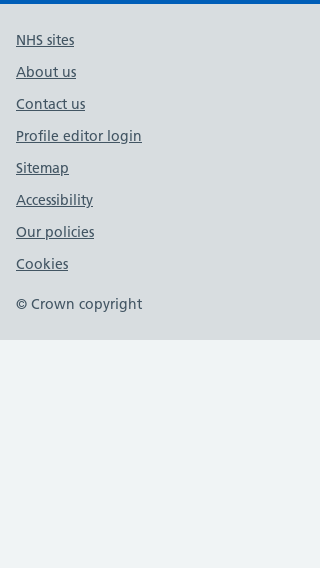 NHS sites
About us
Contact us
Profile editor login
Sitemap
Accessibility
Our policies
Cookies
© Crown copyright